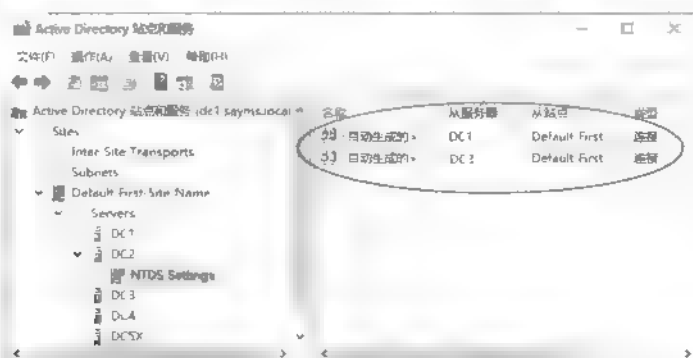 Active Directory 站点和服务
文件(F) 操作(A) 查看(V) 帮助(H)
Active Directory 站点和服务 (dc1.sayms.local
Sites
Inter-Site Transports
Subnets
Default-First-Site-Name
Servers
DC1
DC2
NTDS Settings
DC3
DC4
DC5X
名称 从服务器 从站点 类型
<自动生成的> DC1 Default-First 连接
<自动生成的> Default-First 连接